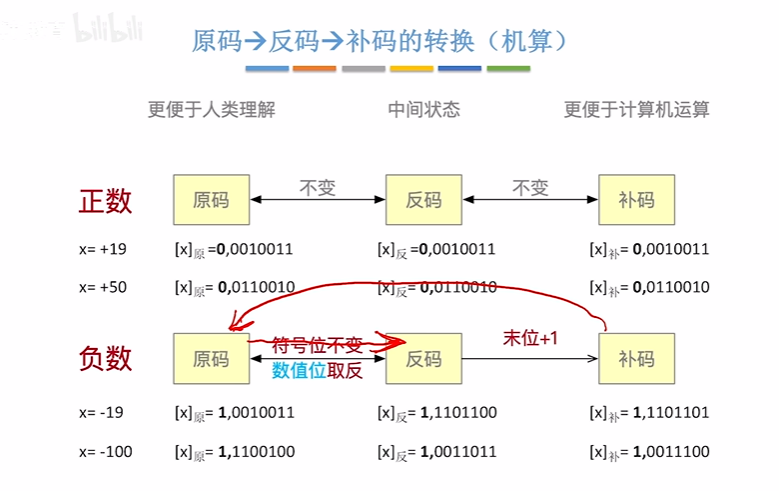 bilibili
原码→反码→补码的转换（机算）
更便于人类理解 中间状态 更便于计算机运算
正数 原码 不变 反码 不变 补码
x= +19 [x]原 =0,0010011 [x]反 =0,0010011 [x]补= 0,0010011
x= +50 [x]原= 0,0110010 [x]反= 0,0110010 [x]补= 0,0110010
负数 原码 符号位不变 反码 末位+1 补码
数值位取反
x= -19 [x]原= 1,0010011 [x]反= 1,1101100 [x]补= 1,1101101
x= -100 [x]原= 1,1100100 [x]反= 1,0011011 [x]补= 1,0011100